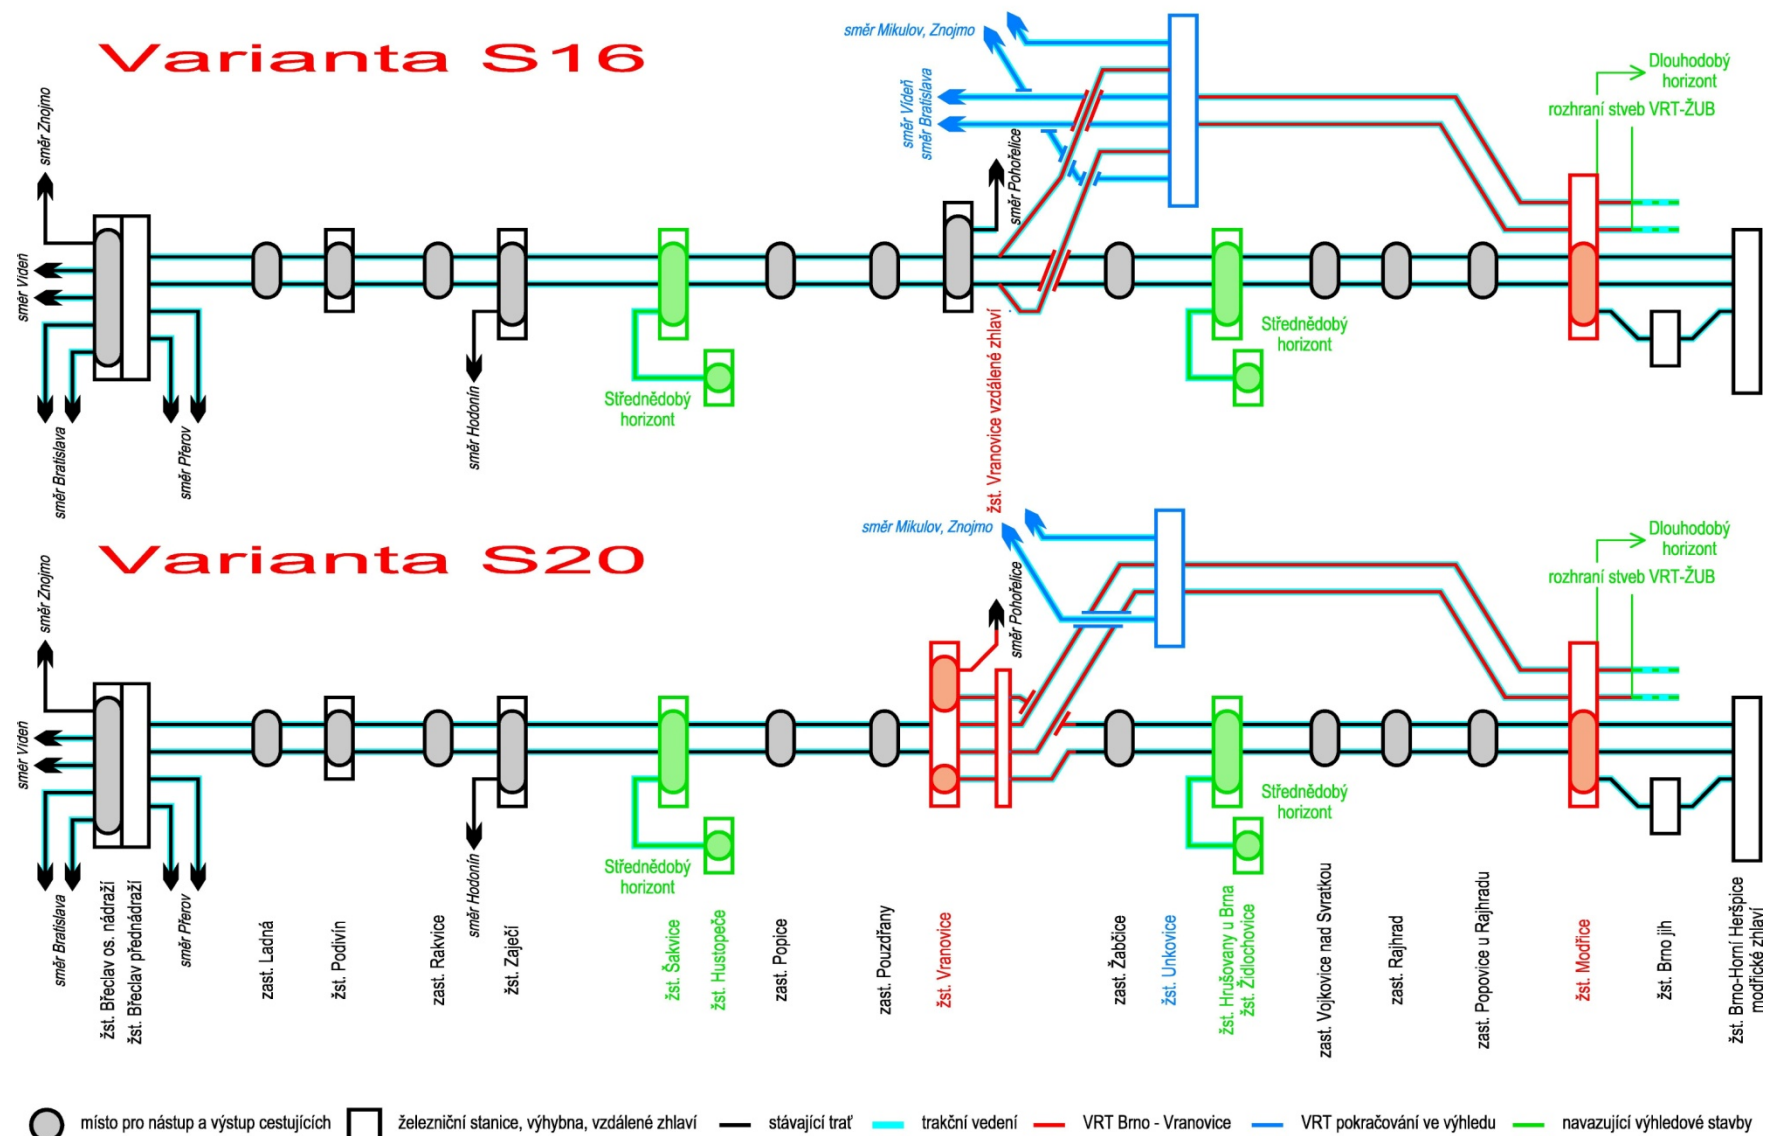 Varianta S16
směr Mikulov, Znojmo
směr Vídeň
směr Bratislava
směr Pohořelice
Dlouhodobý
horizont
rozhraní staveb VRT-ŽUB
směr Znojmo
směr Vídeň
směr Bratislava
směr Přerov
směr Hodonín
Střednědobý
horizont
žst. Vranovice vzdálené zhlaví
Střednědobý
horizont
Varianta S20
směr Mikulov, Znojmo
směr Pohořelice
Dlouhodobý
horizont
rozhraní staveb VRT-ŽUB
směr Znojmo
směr Vídeň
směr Bratislava
směr Přerov
směr Hodonín
Střednědobý
horizont
Střednědobý
horizont
žst. Břeclav os. nádraží
žst. Břeclav přednádraží
zast. Ladná
žst. Podivín
zast. Rakvice
žst. Zaječí
žst. Šakvice
žst. Hustopeče
zast. Popice
zast. Pouzdřany
žst. Vranovice
zast. Žabčice
žst. Unkovice
žst. Hrušovany u Brna
žst. Židlochovice
zast. Vojkovice nad Svratkou
zast. Rajhrad
zast. Popovice u Rajhradu
žst. Modřice
žst. Brno jih
žst. Brno-Horní Heršpice
modřické zhlaví
místo pro nástup a výstup cestujících
železniční stanice, výhybna, vzdálené zhlaví
stávající trať
trakční vedení
VRT Brno - Vranovice
VRT pokračování ve výhledu
navazující výhledové stavby